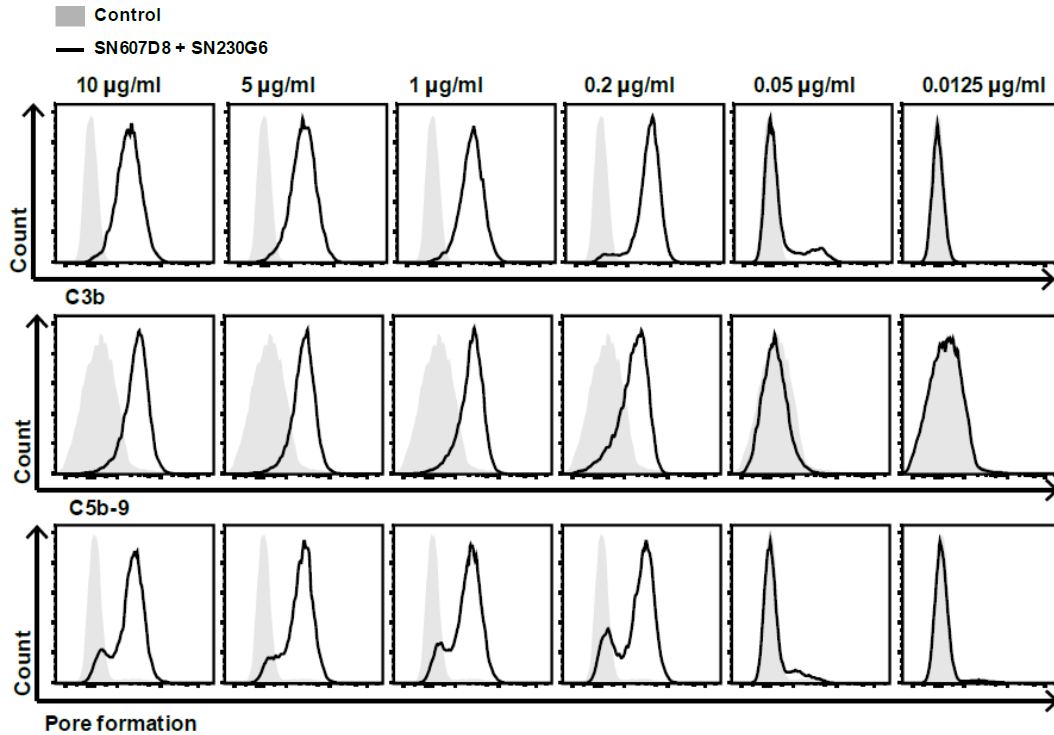 Control
SN607D8 + SN230G6
10 µg/ml 5 µg/ml 1 µg/ml 0.2 µg/ml 0.05 µg/ml 0.0125 µg/ml
Count
C3b
Count
C5b-9
Count
Pore formation